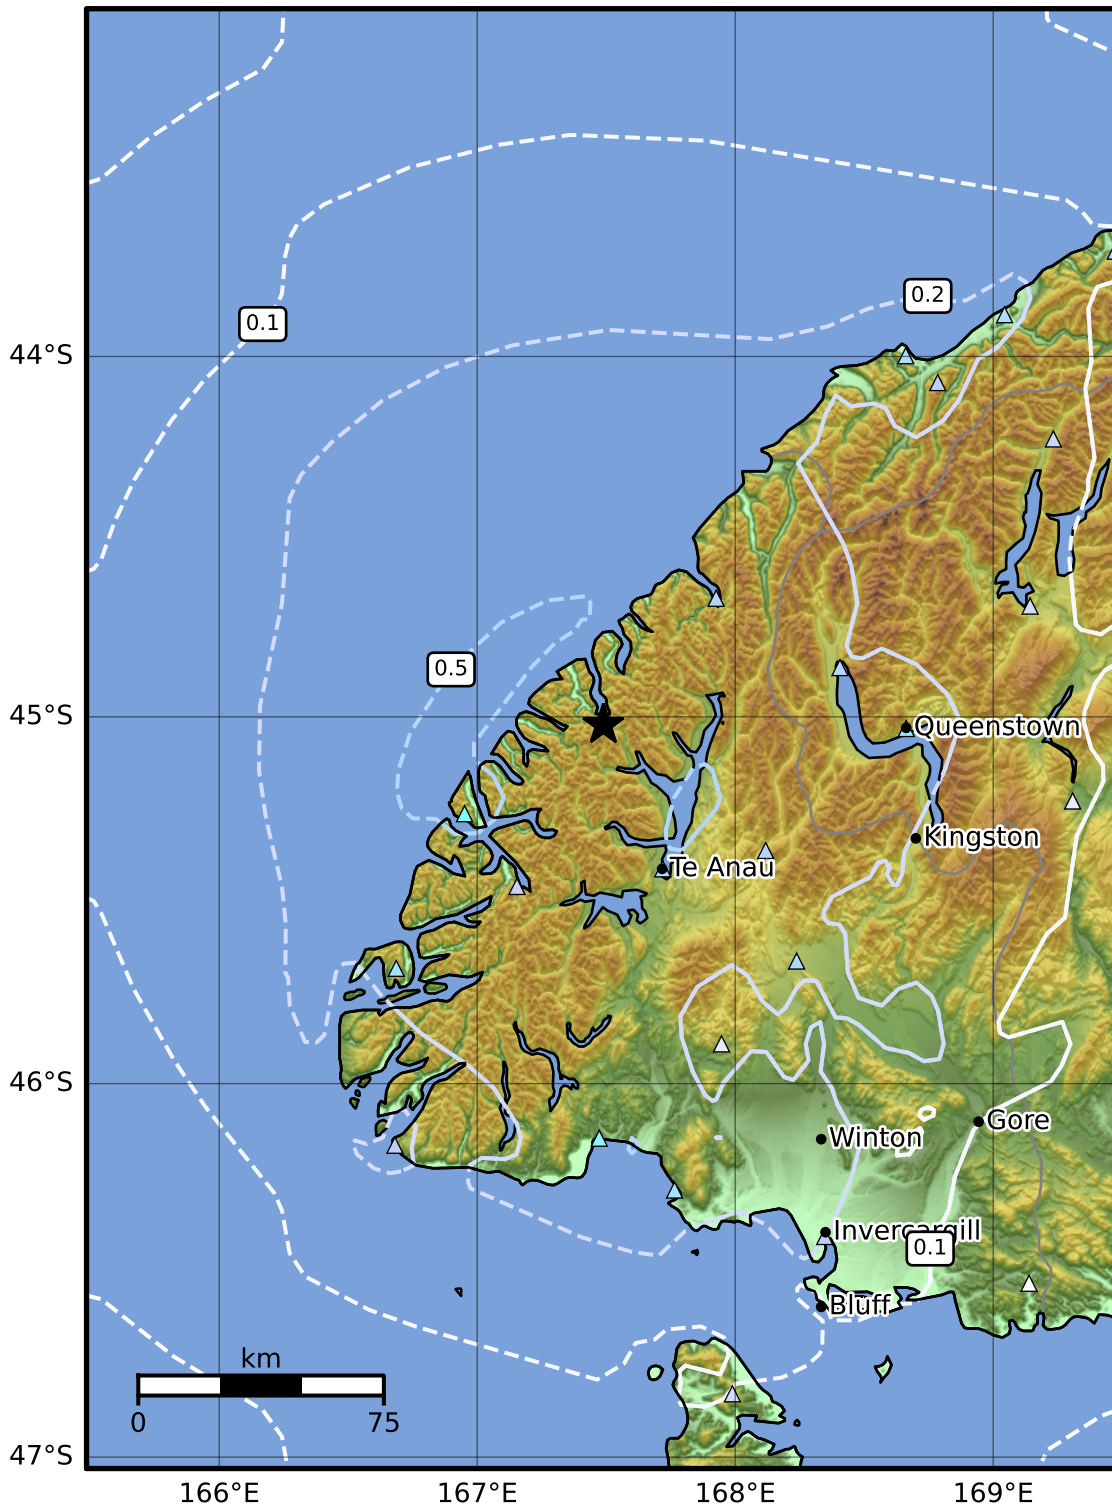 0.2
0.1
44°S
0.5
45°S
Queenstown
Kingston
Te Anau
46°S
Gore
Winton
Invercargill
0.1
Bluff
km
0 75
47°S
166°E 167°E 168°E 169°E